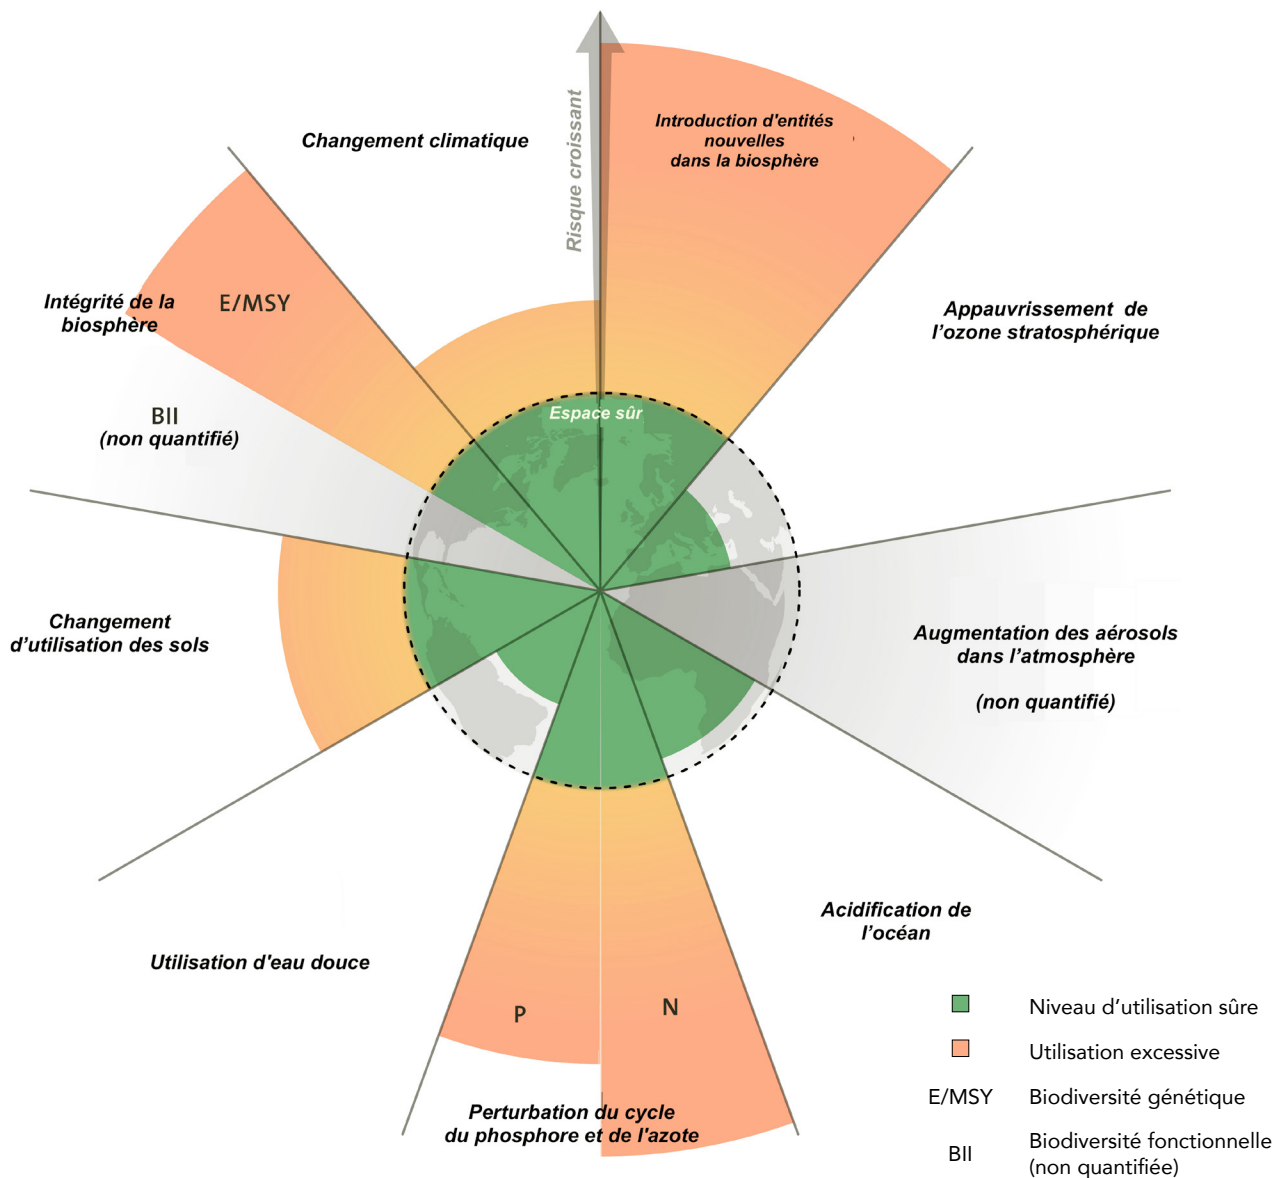 Risque croissant
Changement climatique
Introduction d'entités
nouvelles
dans la biosphère
Intégrité de la
biosphère
E/MSY
Appauvrissement de
l’ozone stratosphérique
BII
(non quantifié)
Espace sûr
Changement
d’utilisation des sols
Augmentation des aérosols
dans l’atmosphère
(non quantifié)
Utilisation d'eau douce
Acidification de
l’océan
P
N
Perturbation du cycle
du phosphore et de l'azote
Niveau d’utilisation sûre
Utilisation excessive
E/MSY Biodiversité génétique
BII Biodiversité fonctionnelle
(non quantifiée)